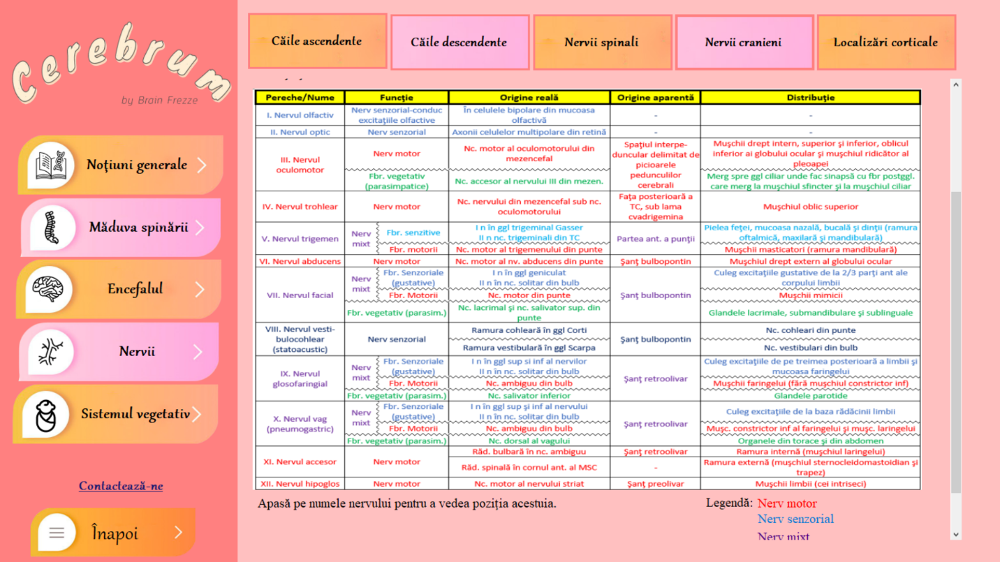 Cerebrum
by Brain Frezze
Noțiuni generale
Măduva spinării
Encefalul
Nervii
Sistemul vegetativ
Contactează-ne
Înapoi
Căile ascendente
Căile descendente
Nervii spinali
Nervii cranieni
Localizări corticale
Pereche/Nume Funcţie Origine reală Origine aparentă Distribuţie
I. Nervul olfactiv
Nerv senzorial-conduc
excitaţiile olfactive
În celulele bipolare din mucoasa
olfactivă
-
-
II. Nervul optic
Nerv senzorial
Axonii celulelor multipolare din retină
-
-
III. Nervul
oculomotor
Nerv motor
Nc. motor al oculomotorului din
mezencefal
Spaţiul interpe-
duncular delimitat de
picioarele
pedunculilor
cerebrali
Muşchii drept intern, superior şi inferior, oblicul
inferior ai globului ocular şi muşchiul ridicător al
pleoapei
Fbr. vegetativ
(parasimpatice)
Nc. accesor al nervului III din mezen.
Merg spre ggl ciliar unde fac sinapsă cu fbr postggl.
care merg la muşchiul sfincter şi la muşchiul ciliar
IV. Nervul trohlear
Nerv motor
Nc. nervului din mezencefal sub nc.
oculomotorului
Faţa posterioară a
TC, sub lama
cvadrigemina
Muşchiul oblic superior
V. Nervul trigemen
Nerv
mixt
Fbr. senzitive
I n în ggl trigeminal Gasser
II n nc. trigeminali din TC
Partea ant. a punţii
Pielea feţei, mucoasa nazală, bucală şi dinţii (ramura
oftalmică, maxilară şi mandibulară)
Fbr. motorii
Nc. motor al trigemenului din punte
Muşchii masticatori (ramura mandibulară)
VI. Nervul abducens
Nerv motor
Nc. motor al nv. abducens din punte
Şanţ bulbopontin
Muşchiul drept extern al globului ocular
VII. Nervul facial
Nerv
mixt
Fbr. Senzoriale
(gustative)
I n în ggl geniculat
II n în nc. solitar din bulb
Şanţ bulbopontin
Culeg excitaţiile gustative de la 2/3 parţi ant ale
corpului limbii
Fbr. Motorii
Nc. motor din punte
Muşchii mimicii
Fbr. vegetativ (parasim.)
Nc. lacrimal şi nc. salivator sup. din
punte
Glandele lacrimale, submandibulare şi sublinguale
VIII. Nervul vesti-
bulocohlear
(statoacustic)
Nerv senzorial
Ramura cohleară în ggl Corti
Şanţ bulbopontin
Nc. cohleari din punte
Ramura vestibulară în ggl Scarpa
Nc. vestibulari din bulb
IX. Nervul
glosofaringial
Nerv
mixt
Fbr. Senzoriale
(gustative)
I n în ggl sup si inf al nervilor
II n în nc. solitar din bulb
Şanţ retroolivar
Culeg excitaţiile de pe treimea posterioară a limbii şi
mucoasa faringelui
Fbr. Motorii
Nc. ambiguu din bulb
Muşchii faringelui (fără muşchiul constrictor inf)
Fbr. vegetativ (parasim.)
Nc. salivator inferior
Glandele parotide
X. Nervul vag
(pneumogastric)
Nerv
mixt
Fbr. Senzoriale
(gustative)
I n în ggl sup şi inf al nervului
II n în nc. solitar din bulb
Şanţ retroolivar
Culeg excitaţiile de la baza rădăcinii limbii
Fbr. Motorii
Nc. ambiguu din bulb
Muşc. constrictor inf al faringelui şi muşc. laringelui
Fbr. vegetativ (parasim.)
Nc. dorsal al vagului
Organele din torace şi din abdomen
XI. Nervul accesor
Nerv motor
Răd. bulbară în nc. ambiguu
Şanţ retroolivar
Ramura internă (muşchiul laringelui)
Răd. spinală în cornul ant. al MSC
-
Ramura externă (muşchiul sternocleidomastoidian şi
trapez)
XII. Nervul hipoglos
Nerv motor
Nc. motor al nervului striat
Şanţ preolivar
Muşchii limbii (cei intriseci)
Apasă pe numele nervului pentru a vedea poziția acestuia.
Legendă: Nerv motor
Nerv senzorial
Nerv mixt